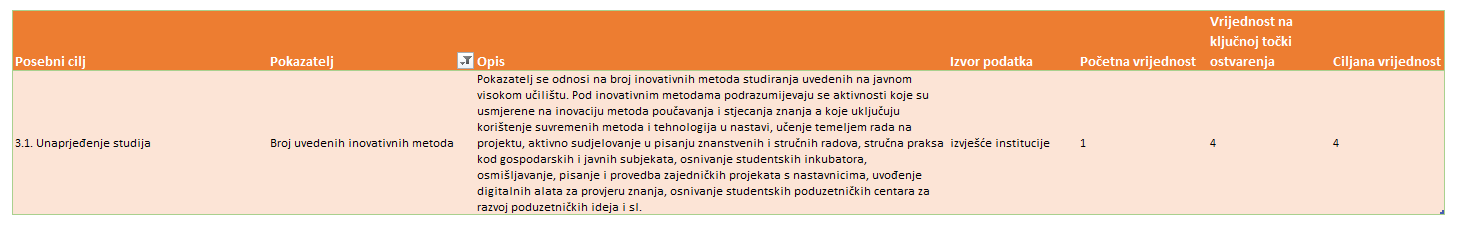 Posebni cilj
Pokazatelj
Opis
Izvor podatka
Početna vrijednost
Vrijednost na
ključnoj točki
ostvarenja
Ciljana vrijednost
3.1. Unaprjeđenje studija
Broj uvedenih inovativnih metoda
Pokazatelj se odnosi na broj inovativnih metoda studiranja uvedenih na javnom
visokom učilištu. Pod inovativnim metodama podrazumijevaju se aktivnosti koje su
usmjerene na inovaciju metoda poučavanja i stjecanja znanja a koje uključuju
korištenje suvremenih metoda i tehnologija u nastavi, učenje temeljem rada na
projektu, aktivno sudjelovanje u pisanju znanstvenih i stručnih radova, stručna praksa
kod gospodarskih i javnih subjekata, osnivanje studentskih inkubatora,
osmišljavanje, pisanje i provedba zajedničkih projekata s nastavnicima, uvođenje
digitalnih alata za provjeru znanja, osnivanje studentskih poduzetničkih centara za
razvoj poduzetničkih ideja i sl.
izvješće institucije
1
4
4